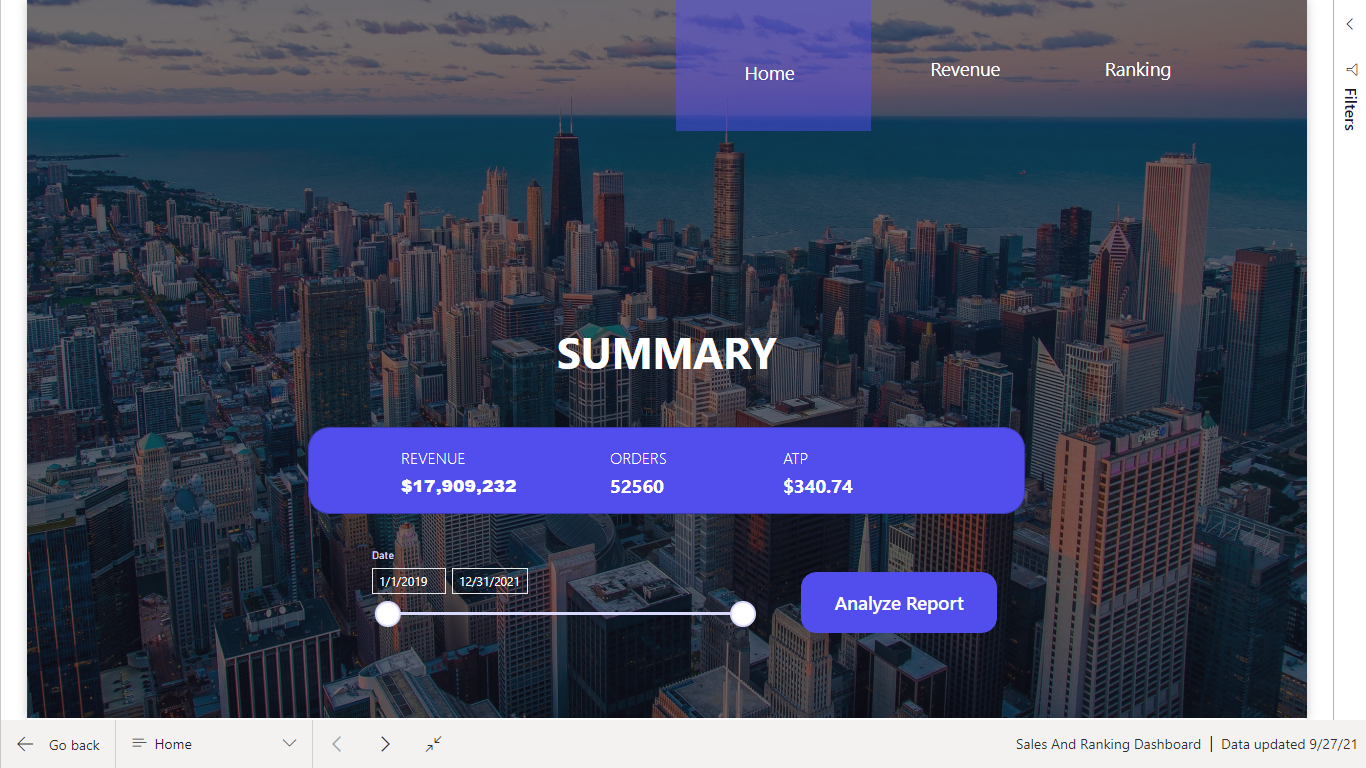 Home
Revenue
Ranking
Filters
SUMMARY
REVENUE
ORDERS
ATP
$17,909,232
52560
$340.74
Date
1/1/2019
12/31/2021
Analyze Report
CHASE
Go back
Home
Sales And Ranking Dashboard | Data updated 9/27/21